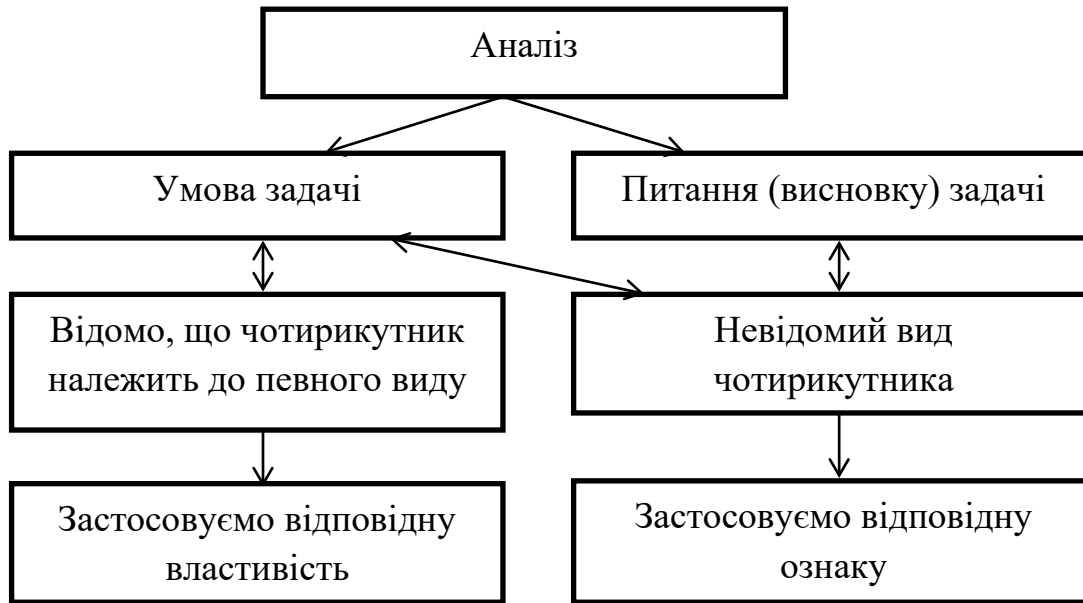 Аналіз
Умова задачі
Питання (висновку) задачі
Відомо, що чотирикутник
належить до певного виду
Невідомий вид
чотирикутника
Застосовуємо відповідну
властивість
Застосовуємо відповідну
ознаку